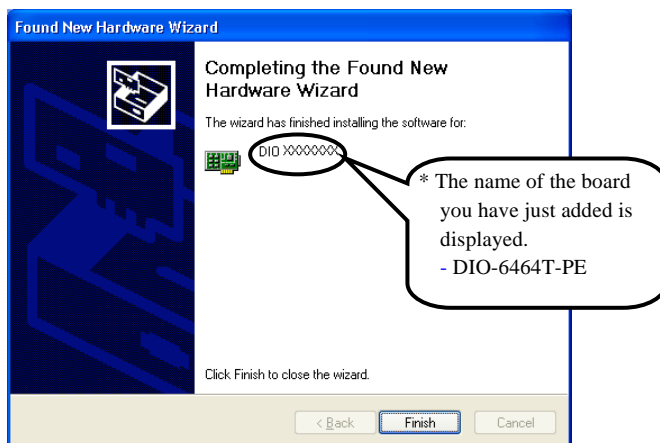 Found New Hardware Wizard
Completing the Found New
Hardware Wizard
The wizard has finished installing the software for:
DIO XXXXXXX
* The name of the board
you have just added is
displayed.
- DIO-6464T-PE
Click Finish to close the wizard.
< Back
Finish
Cancel